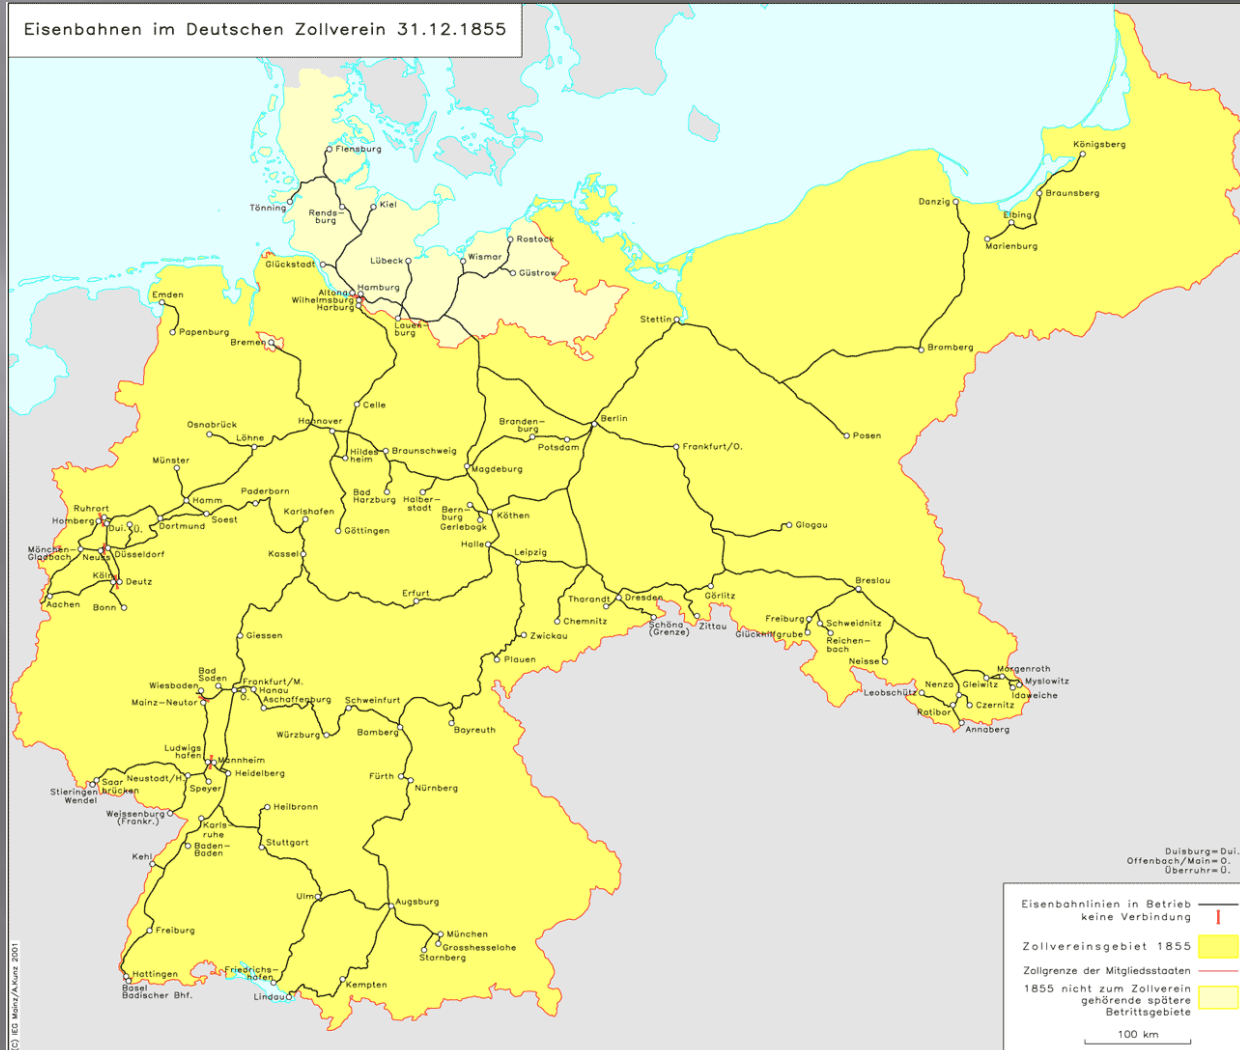 Eisenbahnen im Deutschen Zollverein 31.12.1855
Flensburg
Tönning
Rends-
burg
Kiel
Glückstadt
Lübeck
Wismar
Rostock
Güstrow
Altona
Hamburg
Wilhelmsburg
Harburg
Lauen-
burg
Emden
Papenburg
Bremen
Stettin
Danzig
Königsberg
Braunsberg
Elbing
Marienburg
Bromberg
Posen
Celle
Hannover
Osnabrück
Löhne
Münster
Hildes
heim
Braunschweig
Branden-
burg
Potsdam
Berlin
Frankfurt/O.
Magdeburg
Bad
Harzburg
Halber-
stadt
Bern-
burg
Gerlebogk
Köthen
Glogau
Hamm
Paderborn
Soest
Dortmund
Ruhrort
Homberg
Dui.
Ü.
Karlshafen
Göttingen
Mönchen-
Gladbach
Neuss
Düsseldorf
Köln
Deutz
Aachen
Bonn
Kassel
Halle
Leipzig
Erfurt
Tharandt
Dresden
Chemnitz
Schöna
(Grenze)
Görlitz
Zittau
Breslau
Freiburg
Schweidnitz
Glückhilfgrube
Reichen-
bach
Neisse
Morgenroth
Myslowitz
Idaweiche
Gleiwitz
Nenza
Leobschütz
Ratibor
Czernitz
Annaberg
Giessen
Zwickau
Plauen
Bad
Soden
Frankfurt/M.
Hanau
O.
Wiesbaden
Mainz-Neutor
Aschaffenburg
Schweinfurt
Würzburg
Bamberg
Bayreuth
Ludwigs
hafen
Mannheim
Heidelberg
Neustadt/H.
Speyer
Saar
brücken
Stieringen
Wendel
Weissenburg
(Frankr.)
Fürth
Nürnberg
Heilbronn
Karls-
ruhe
Baden-
Baden
Stuttgart
Kehl
Ulm
Augsburg
Freiburg
München
Grosshesselohe
Starnberg
Hattingen
Basel
Badischer Bhf.
Friedrichs-
hafen
Lindau
Kempten
Duisburg=Dui.
Offenbach/Main=O.
Überruhr=Ü.
Eisenbahnlinien in Betrieb
keine Verbindung
Zollvereinsgebiet 1855
Zollgrenze der Mitgliedsstaaten
1855 nicht zum Zollverein
gehörende spätere
Betrittsgebiete
100 km
(C) IEG Mainz/A.Kunz 2001